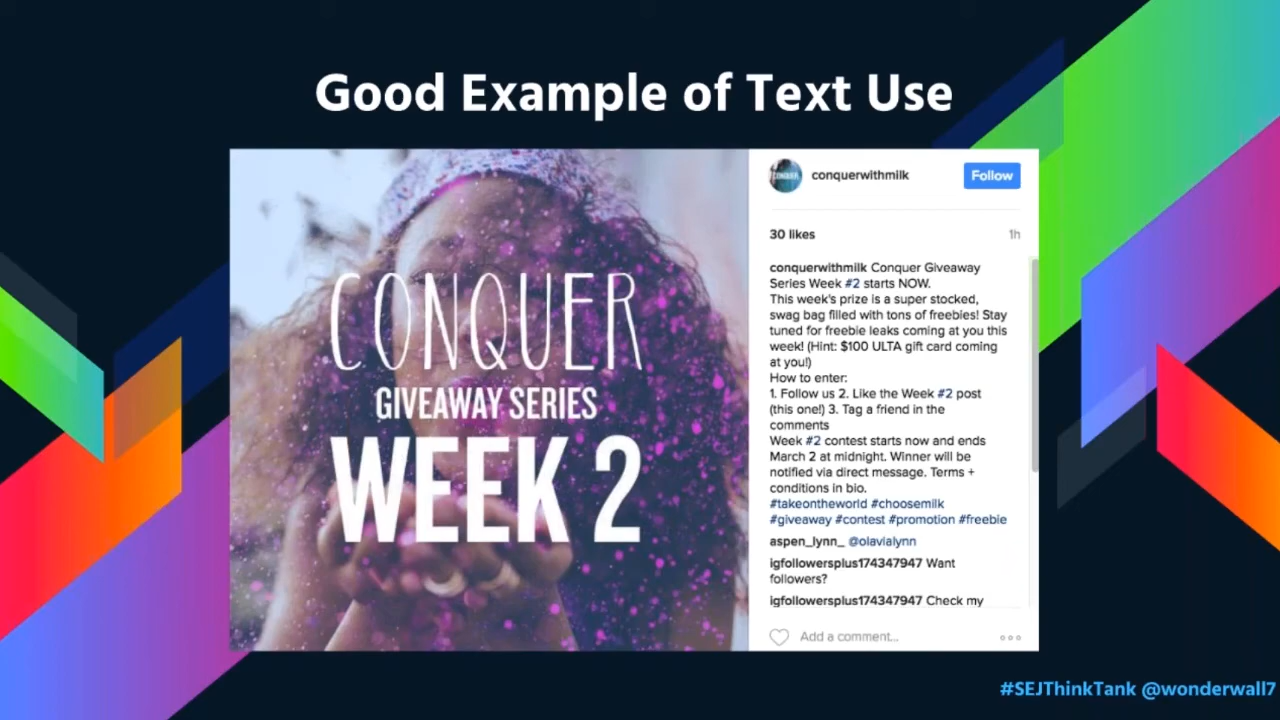 Good Example of Text Use
CONQUER
GIVEAWAY SERIES
WEEK 2
CONQUER
conquerwithmilk
Follow
30 likes
1h
conquerwithmilk Conquer Giveaway
Series Week #2 starts NOW.
This week's prize is a super stocked,
swag bag filled with tons of freebies! Stay
tuned for freebie leaks coming at you this
week! (Hint: $100 ULTA gift card coming
at you!)
How to enter:
1. Follow us 2. Like the Week #2 post
(this one!) 3. Tag a friend in the
comments
Week #2 contest starts now and ends
March 2 at midnight. Winner will be
notified via direct message. Terms +
conditions in bio.
#takeontheworld #choosemilk
#giveaway #contest #promotion #freebie
aspen_lynn_ @olavialynn
igfollowersplus174347947 Want
followers?
igfollowersplus174347947 Check my
Add a comment...
#SEJThinkTank @wonderwall7